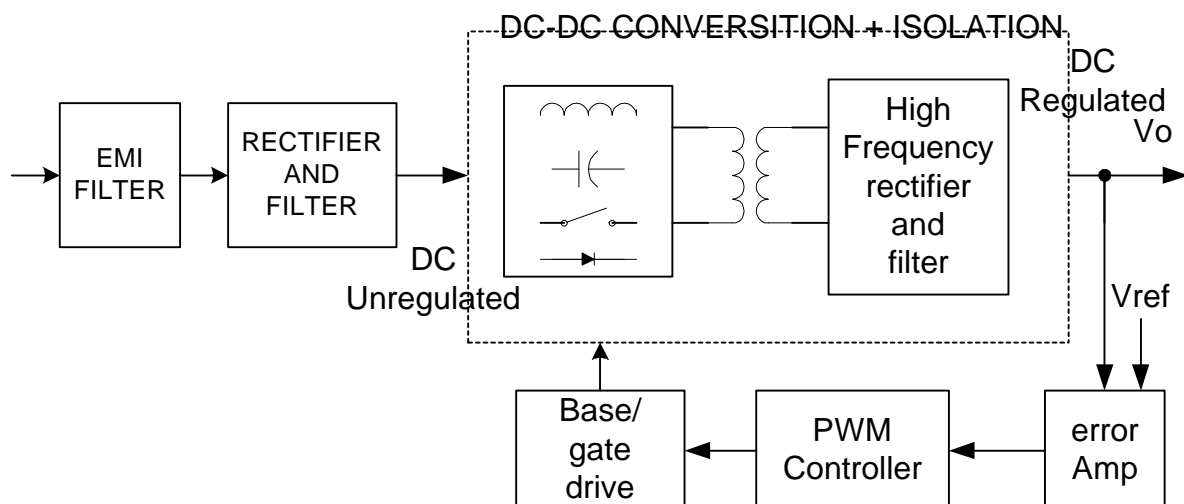 DC-DC CONVERSITION + ISOLATION
EMI
FILTER
RECTIFIER
AND
FILTER
DC
Unregulated
High
Frequency
rectifier
and
filter
DC
Regulated
Vo
Vref
Base/
gate
drive
PWM
Controller
error
Amp